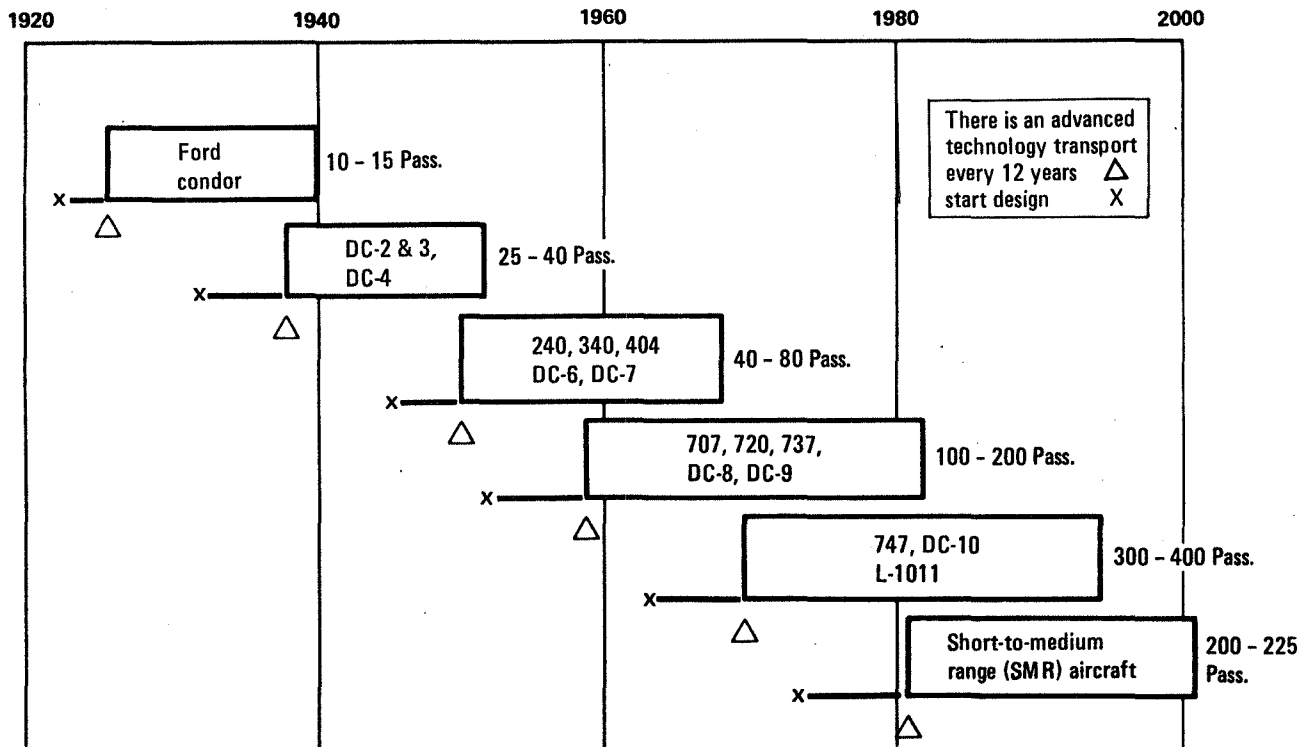 1920 1940 1960 1980 2000
There is an advanced
technology transport
every 12 years △
start design X
Ford
condor
10 – 15 Pass.
X
△
DC-2 & 3,
DC-4
25 – 40 Pass.
X
△
240, 340, 404
DC-6, DC-7
40 – 80 Pass.
X
△
707, 720, 737,
DC-8, DC-9
100 – 200 Pass.
X
△
747, DC-10
L-1011
300 – 400 Pass.
X
△
Short-to-medium
range (SMR) aircraft
200 – 225
Pass.
X
△